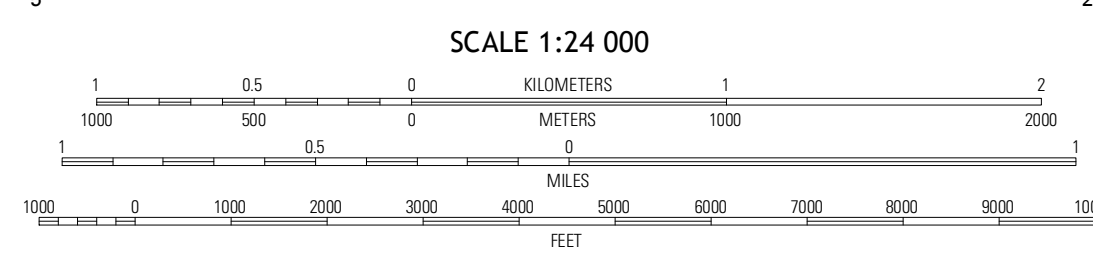 SCALE 1:24 000
1 0.5 0 KILOMETERS 1 2
1000 500 0 METERS 1000 2000
1 0.5 0 1
MILES
1000 0 1000 2000 3000 4000 5000 6000 7000 8000 9000
FEET